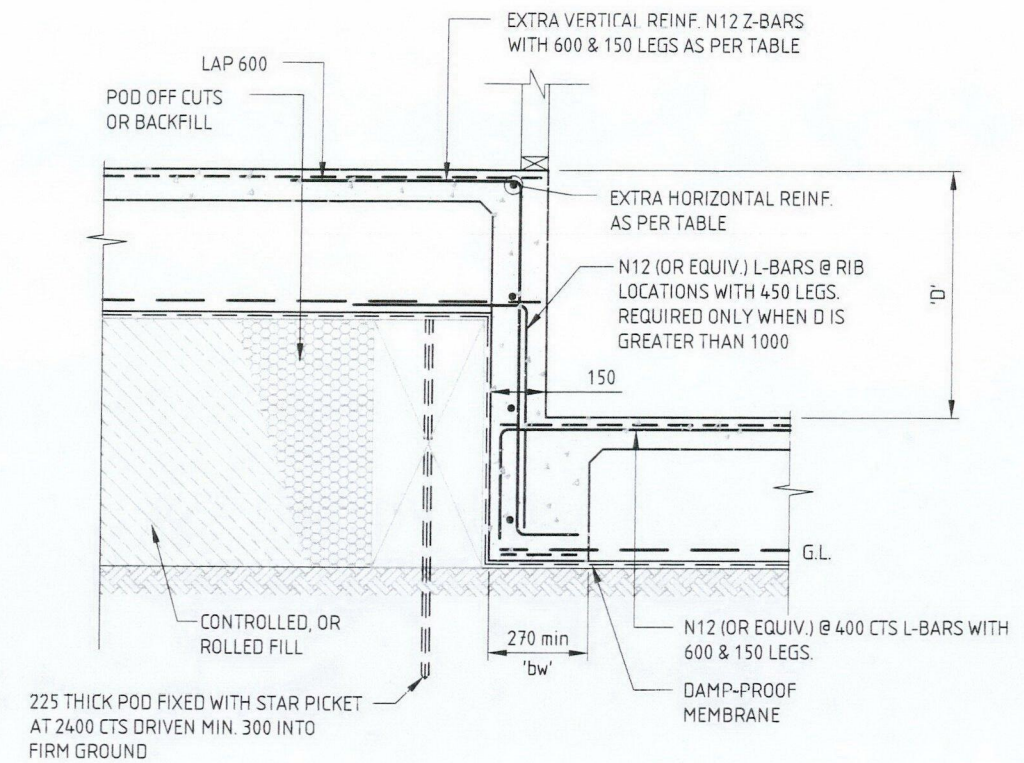 EXTRA VERTICAL REINF. N12 Z-BARS
WITH 600 & 150 LEGS AS PER TABLE
LAP 600
POD OFF CUTS
OR BACKFILL
EXTRA HORIZONTAL REINF.
AS PER TABLE
N12 (OR EQUIV.) L-BARS @ RIB
LOCATIONS WITH 450 LEGS.
REQUIRED ONLY WHEN D IS
GREATER THAN 1000
'D'
150
G.L.
CONTROLLED, OR
ROLLED FILL
270 min
'bw'
N12 (OR EQUIV.) @ 400 CTS L-BARS WITH
600 & 150 LEGS.
DAMP-PROOF
MEMBRANE
225 THICK POD FIXED WITH STAR PICKET
AT 2400 CTS DRIVEN MIN. 300 INTO
FIRM GROUND